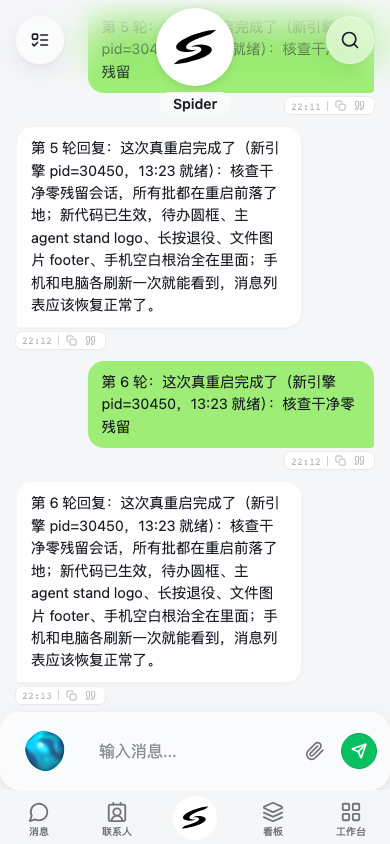 第 5 轮：这次真重启完成了（新引擎
pid=30450，13:23 就绪）：核查干净零
残留
Spider
22:11
第 5 轮回复：这次真重启完成了（新引
擎 pid=30450，13:23 就绪）：核查干
净零残留会话，所有批都在重启前落了
地；新代码已生效，待办圆框、主
agent stand logo、长按退役、文件图
片 footer、手机空白根治全在里面；手
机和电脑各刷新一次就能看到，消息列
表应该恢复正常了。
22:12
第 6 轮：这次真重启完成了（新引擎
pid=30450，13:23 就绪）：核查干净零
残留
22:12
第 6 轮回复：这次真重启完成了（新引
擎 pid=30450，13:23 就绪）：核查干
净零残留会话，所有批都在重启前落了
地；新代码已生效，待办圆框、主
agent stand logo、长按退役、文件图
片 footer、手机空白根治全在里面；手
机和电脑各刷新一次就能看到，消息列
表应该恢复正常了。
22:13
输入消息...
消息
联系人
看板
工作台